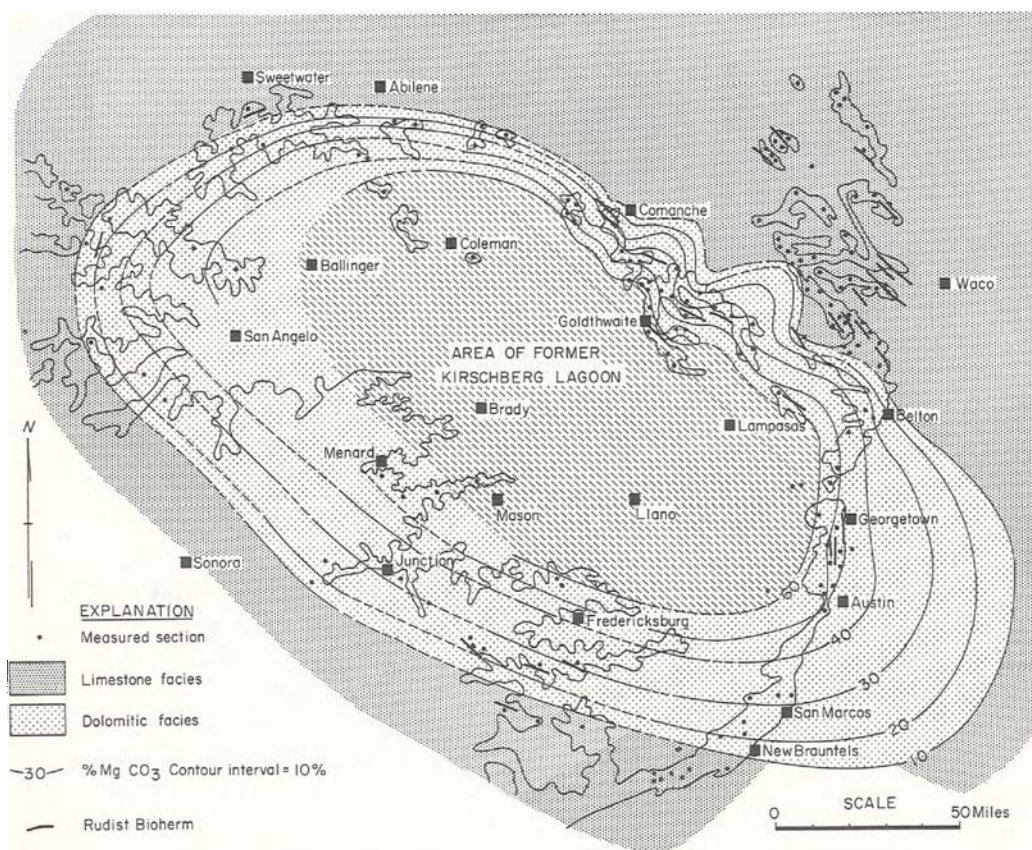 Sweetwater
Abilene
Comanche
Coleman
Ballinger
Waco
Goldthwaite
San Angelo
AREA OF FORMER
KIRSCHBERG LAGOON
Brady
Belton
Lampasas
N
Menard
Mason
Llano
Georgetown
Sonora
Junction
60
Austin
Fredericksburg
40
30
San Marcos
20
New Braunfels
10
EXPLANATION
Measured section
Limestone facies
Dolomitic facies
30 % Mg CO3 Contour interval = 10%
Rudist Bioherm
SCALE
0 50 Miles